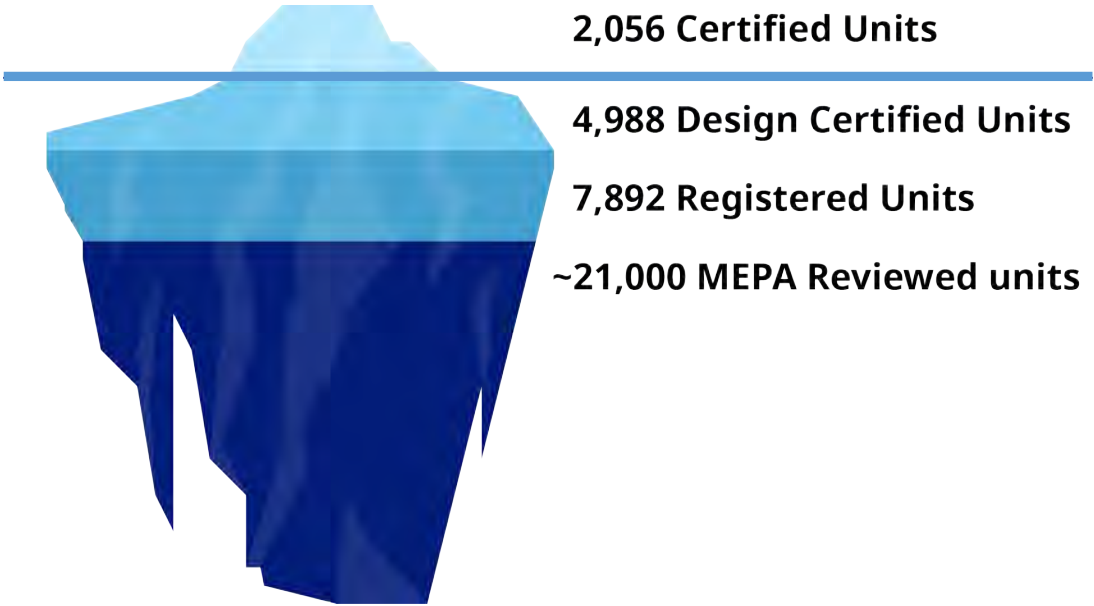 2,056 Certified Units
4,988 Design Certified Units
7,892 Registered Units
~21,000 MEPA Reviewed units